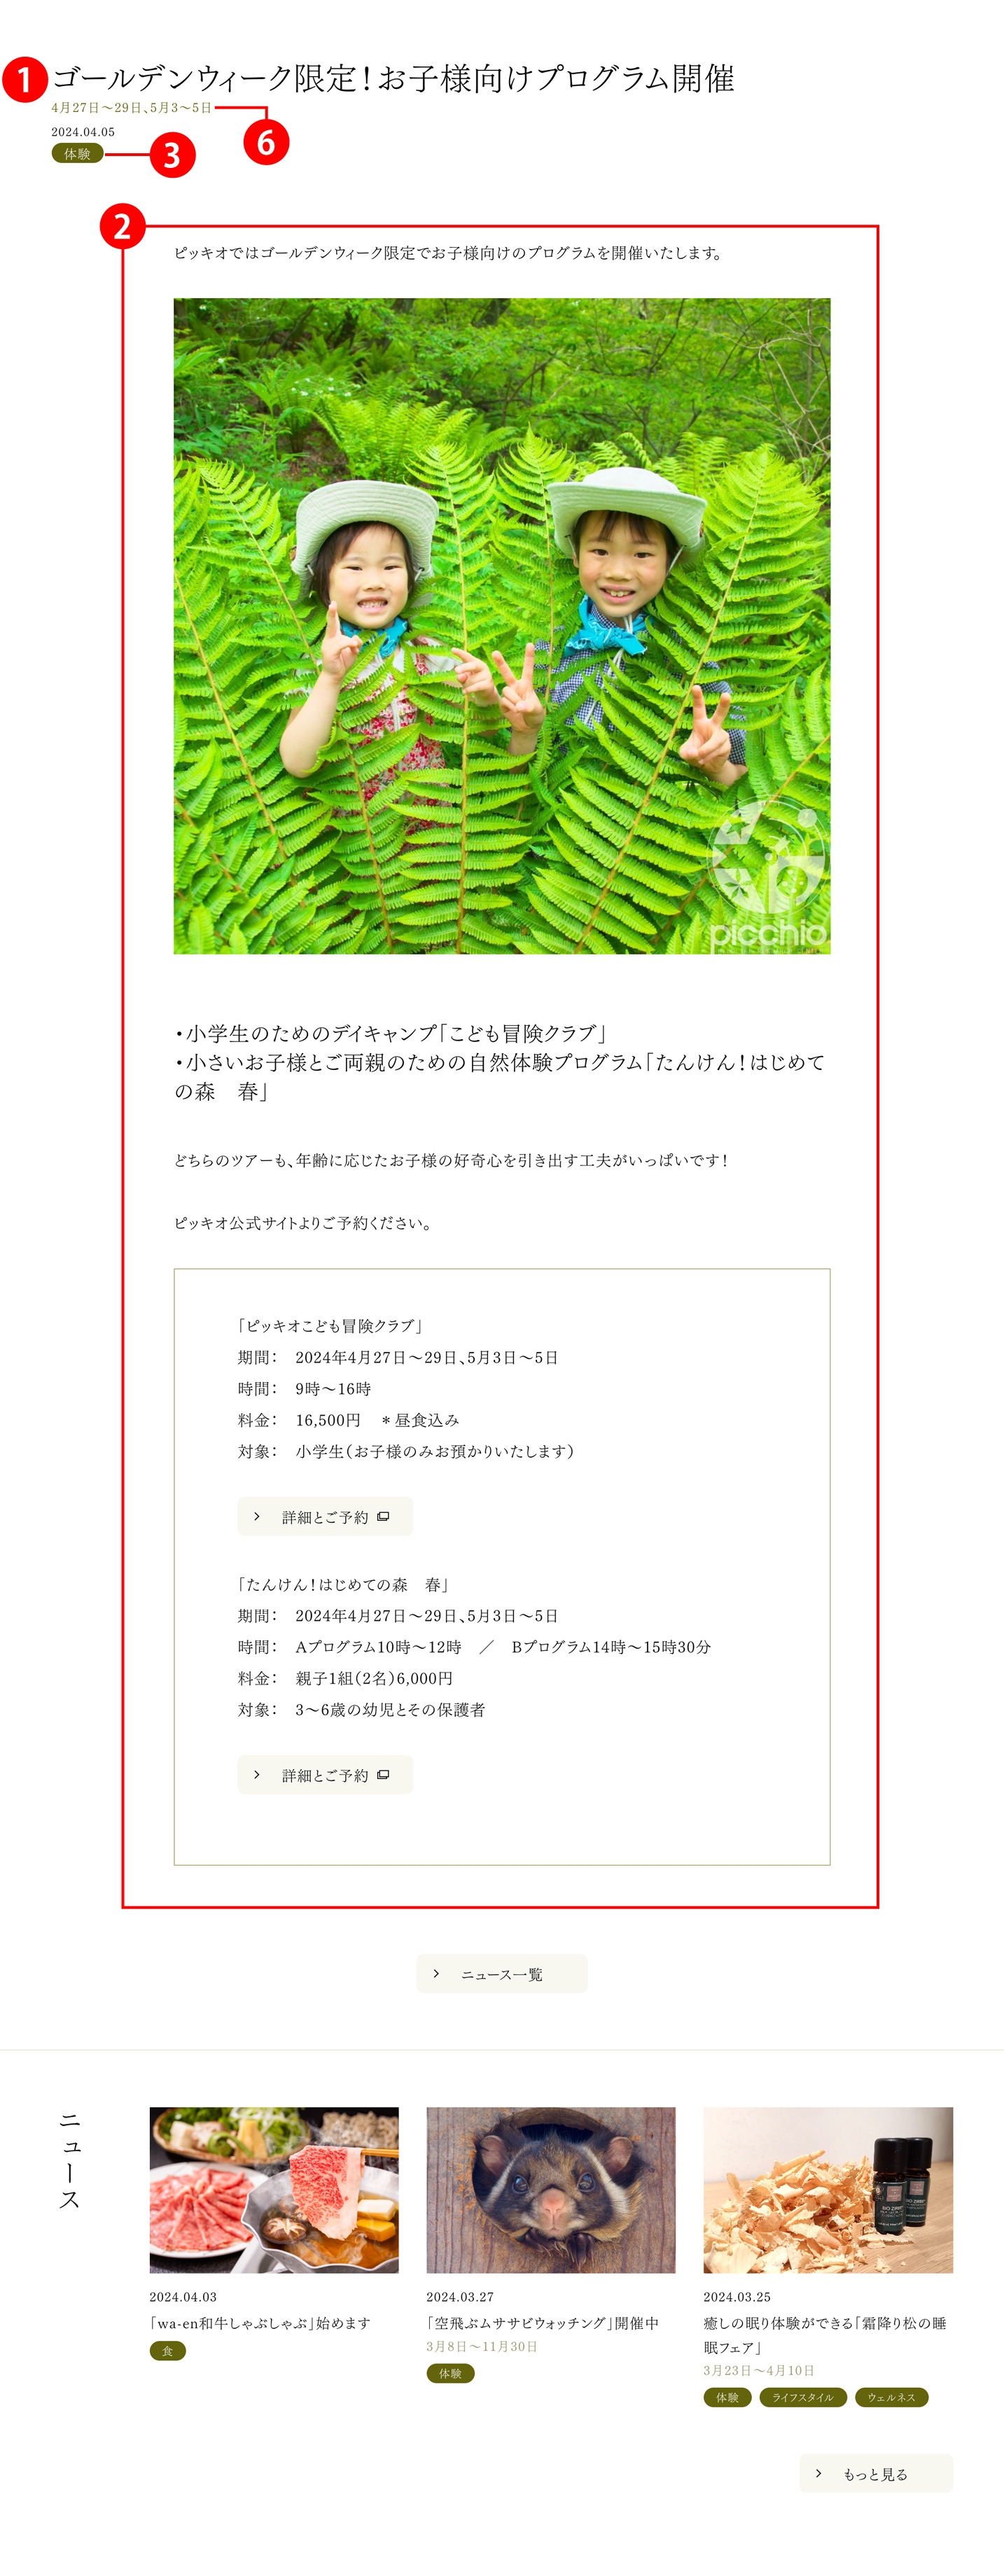 1
ゴールデンウィーク限定！お子様向けプログラム開催
4月27日〜29日、5月3〜5日
6
2024.04.05
体験
3
2
ピッキオではゴールデンウィーク限定でお子様向けのプログラムを開催いたします。
picchio
・小学生のためのデイキャンプ「こども冒険クラブ」
・小さいお子様とご両親のための自然体験プログラム「たんけん！はじめて
の森　春」
どちらのツアーも、年齢に応じたお子様の好奇心を引き出す工夫がいっぱいです！
ピッキオ公式サイトよりご予約ください。
「ピッキオこども冒険クラブ」
期間：　2024年4月27日〜29日、5月3日〜5日
時間：　9時〜16時
料金：　16,500円　＊昼食込み
対象：　小学生（お子様のみお預かりいたします）
詳細とご予約
「たんけん！はじめての森　春」
期間：　2024年4月27日〜29日、5月3日〜5日
時間：　Aプログラム10時〜12時　／　Bプログラム14時〜15時30分
料金：　親子1組（2名）6,000円
対象：　3〜6歳の幼児とその保護者
詳細とご予約
ニュース一覧
ニュース
2024.04.03
「wa-en和牛しゃぶしゃぶ」始めます
食
2024.03.27
「空飛ぶムササビウォッチング」開催中
3月8日〜11月30日
体験
2024.03.25
癒しの眠り体験ができる「霜降り松の睡
眠フェア」
3月23日〜4月10日
体験
ライフスタイル
ウェルネス
もっと見る